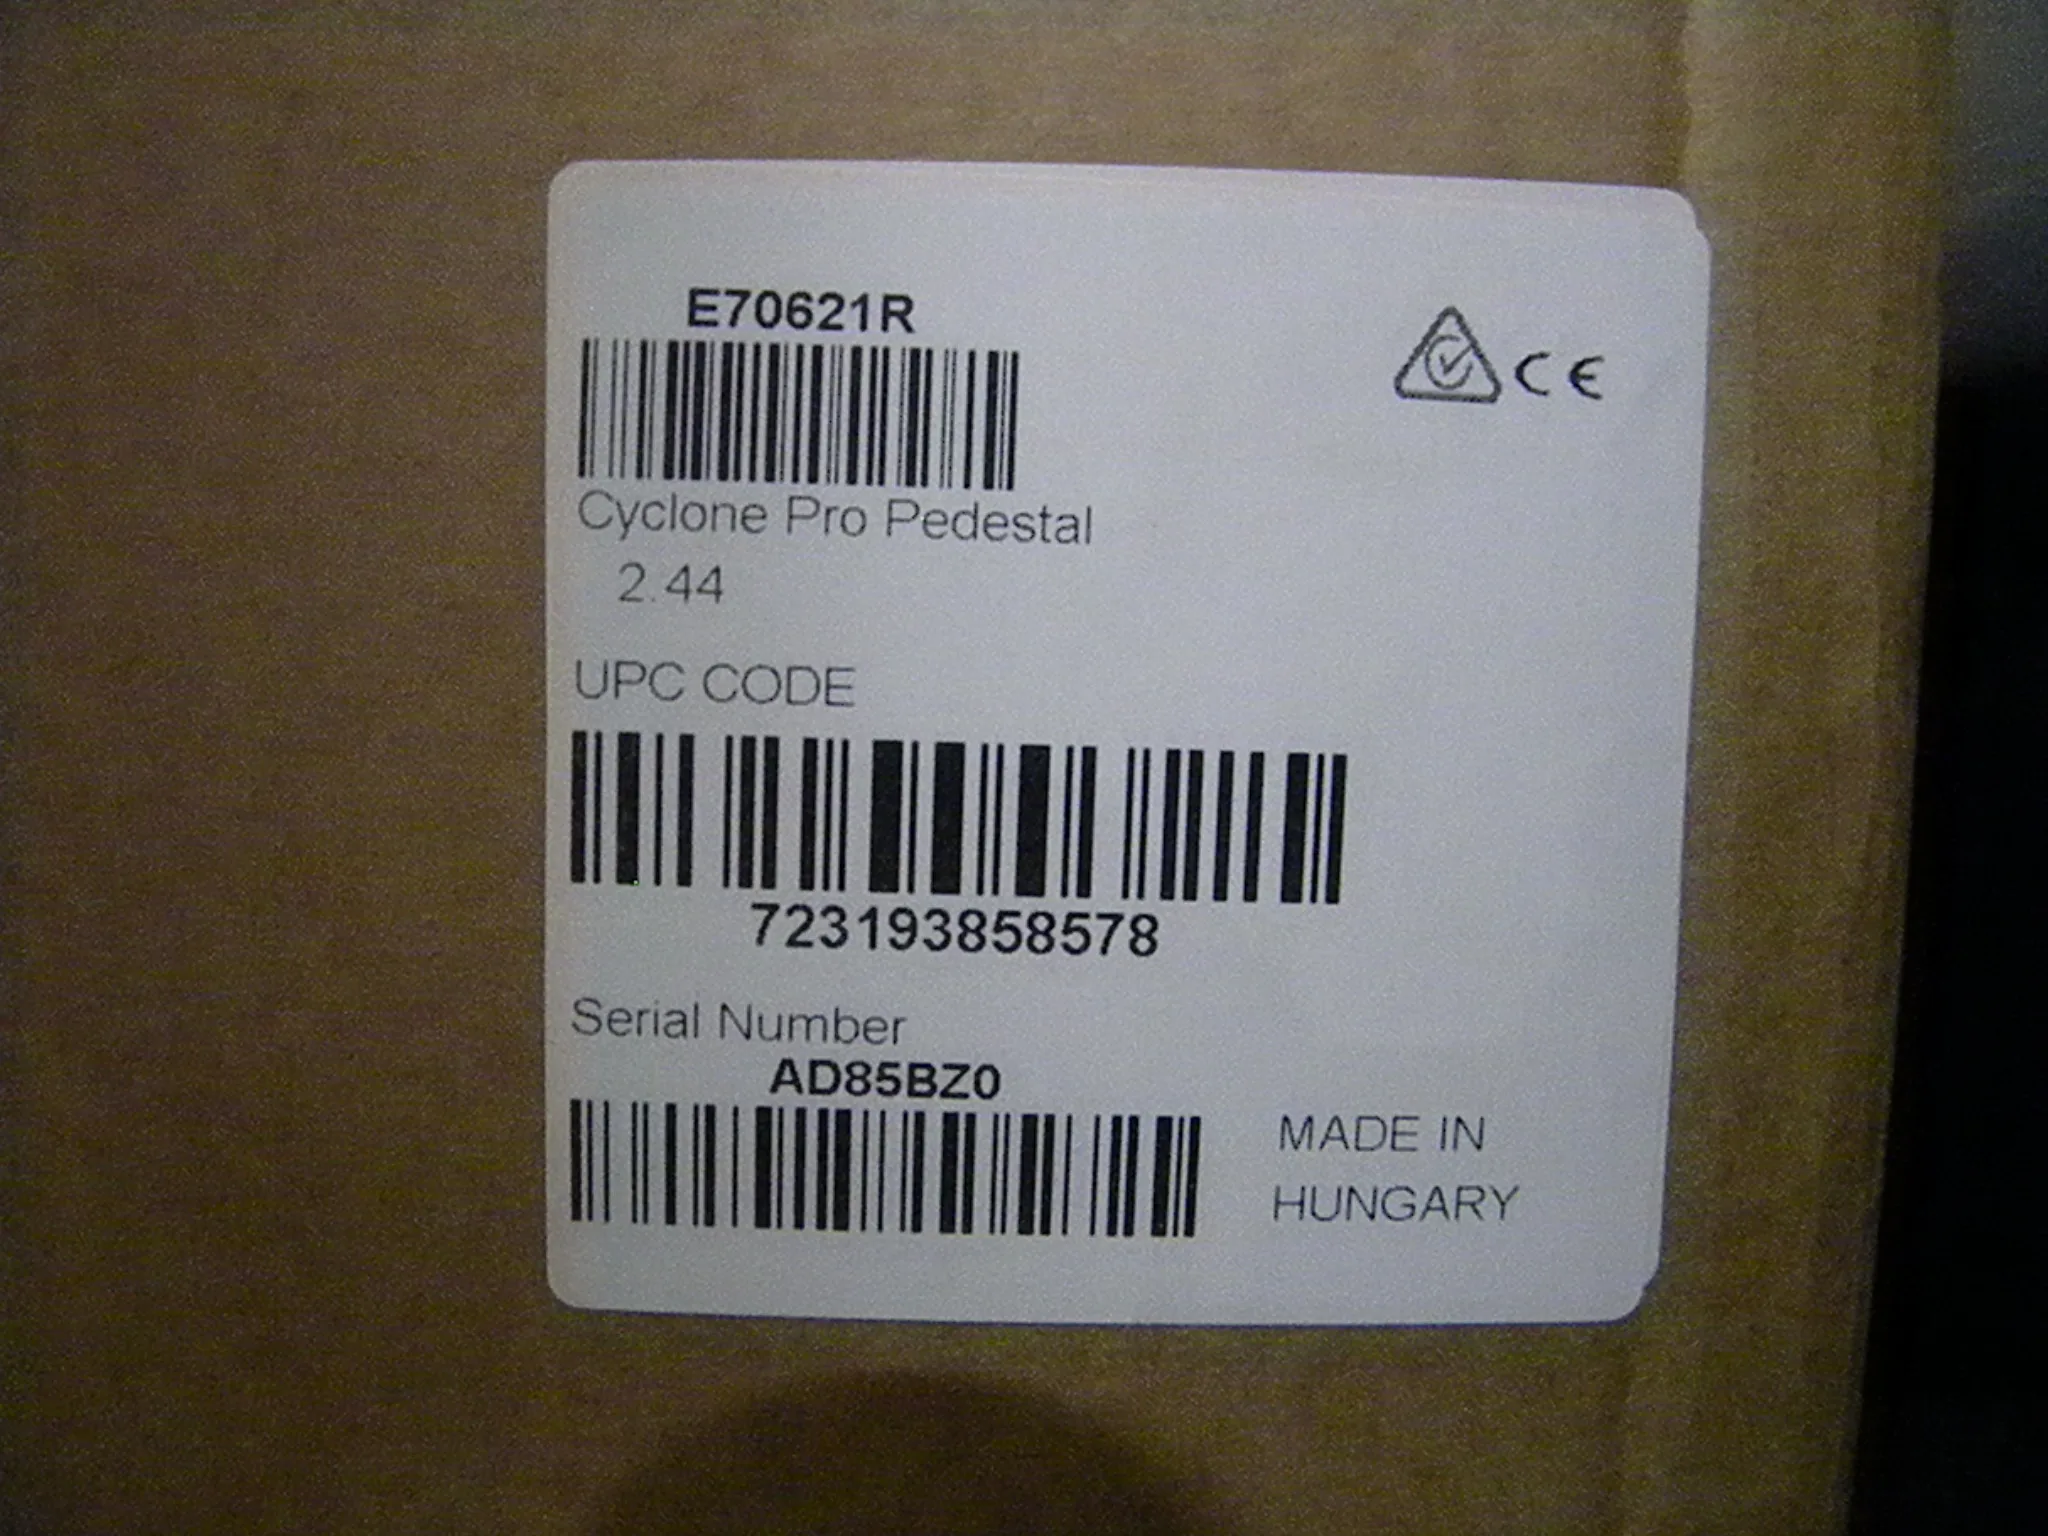 E70621R
CE
Cyclone Pro Pedestal
2.44
UPC CODE
723193858578
Serial Number
AD85BZ0
MADE IN
HUNGARY